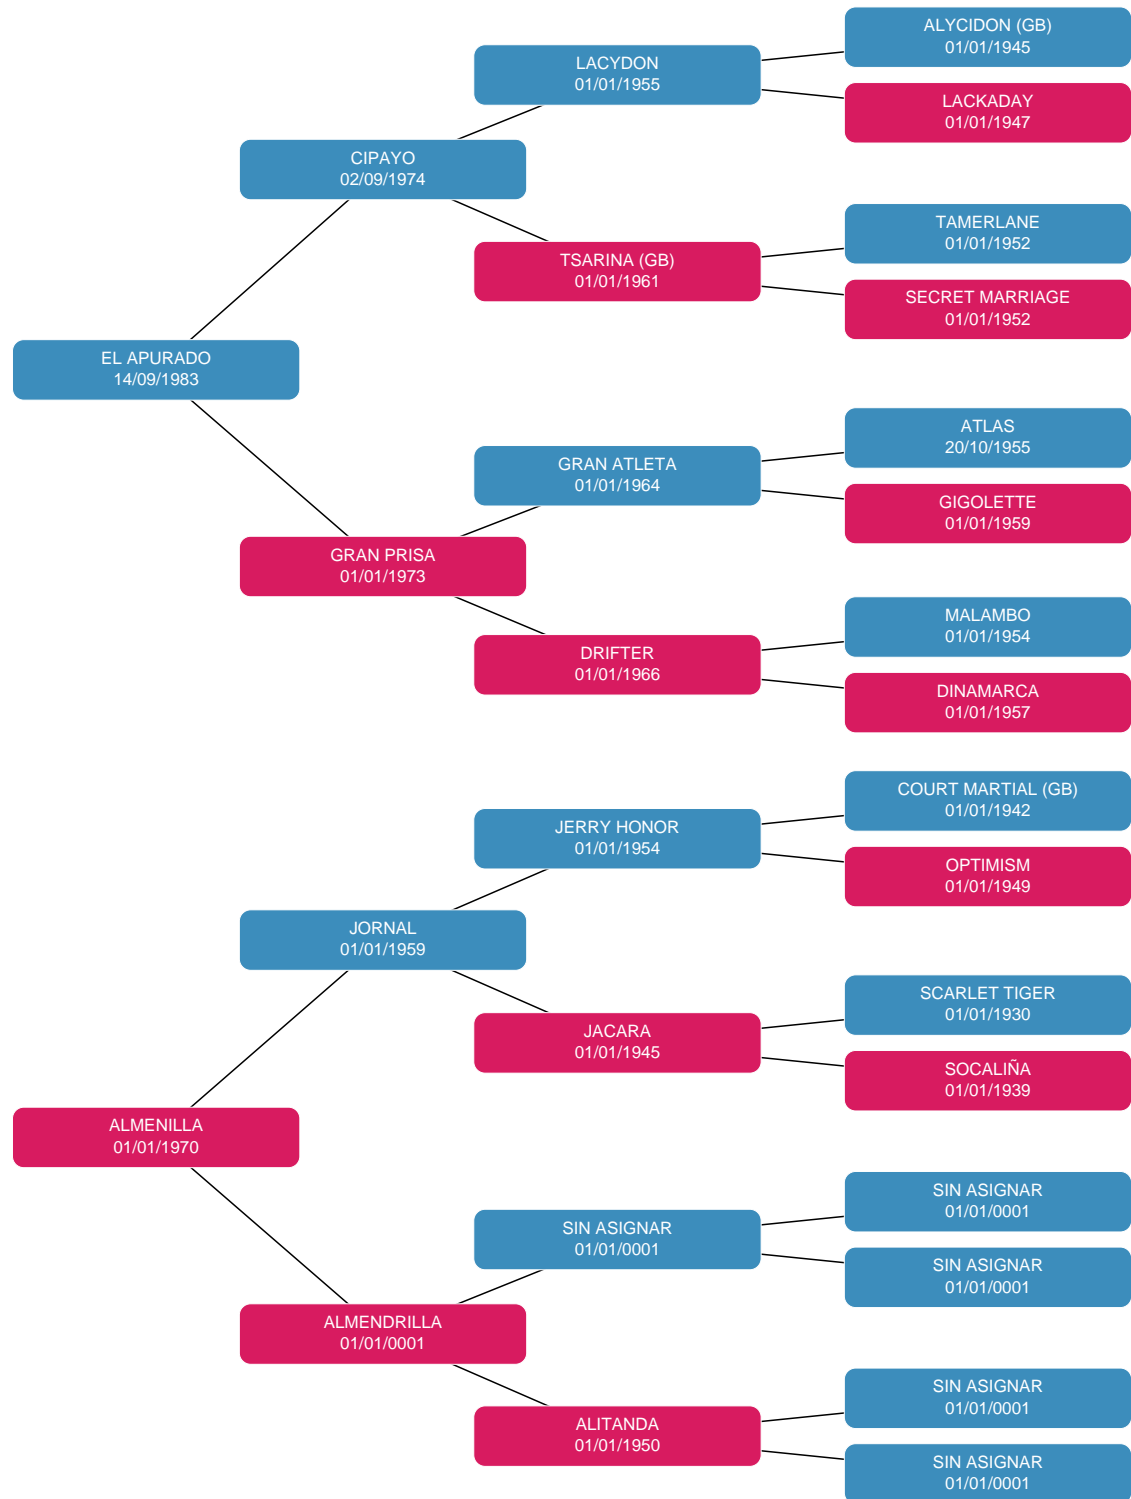 ALYCIDON (GB)
01/01/1945
LACYDON
01/01/1955
LACKADAY
01/01/1947
CIPAYO
02/09/1974
TAMERLANE
01/01/1952
TSARINA (GB)
01/01/1961
SECRET MARRIAGE
01/01/1952
EL APURADO
14/09/1983
ATLAS
20/10/1955
GRAN ATLETA
01/01/1964
GIGOLETTE
01/01/1959
GRAN PRISA
01/01/1973
MALAMBO
01/01/1954
DRIFTER
01/01/1966
DINAMARCA
01/01/1957
COURT MARTIAL (GB)
01/01/1942
JERRY HONOR
01/01/1954
OPTIMISM
01/01/1949
JORNAL
01/01/1959
SCARLET TIGER
01/01/1930
JACARA
01/01/1945
SOCALIÑA
01/01/1939
ALMENILLA
01/01/1970
SIN ASIGNAR
01/01/0001
SIN ASIGNAR
01/01/0001
SIN ASIGNAR
01/01/0001
ALMENDRILLA
01/01/0001
SIN ASIGNAR
01/01/0001
ALITANDA
01/01/1950
SIN ASIGNAR
01/01/0001